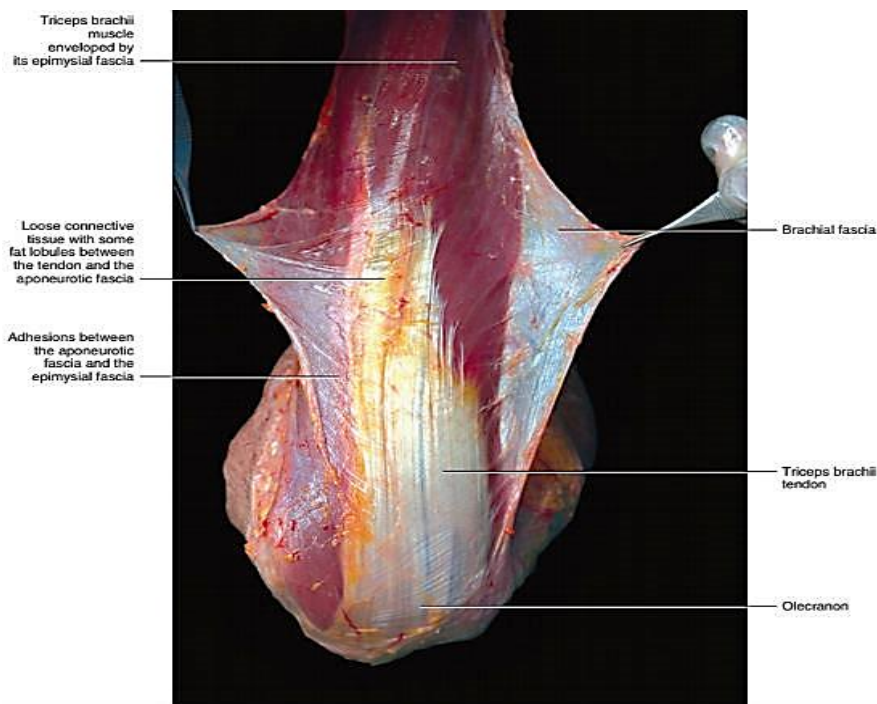 Triceps brachii
muscle
enveloped by
its epimysial fascia
Loose connective
tissue with some
fat lobules between
the tendon and the
aponeurotic fascia
Adhesions between
the aponeurotic
fascia and the
epimysial fascia
Brachial fascia
Triceps brachii
tendon
Olecranon